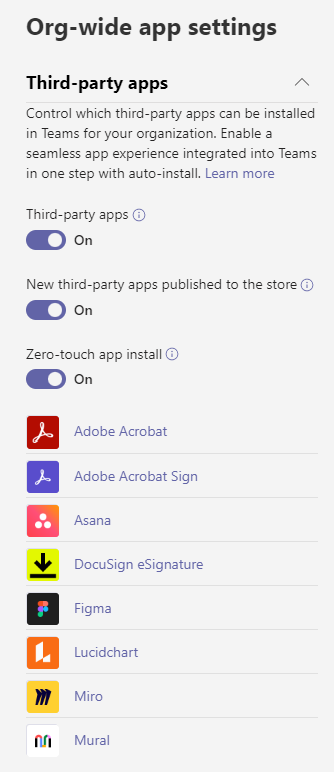 Org-wide app settings
Third-party apps
Control which third-party apps can be installed
in Teams for your organization. Enable a
seamless app experience integrated into Teams
in one step with auto-install. Learn more
Third-party apps
On
New third-party apps published to the store
On
Zero-touch app install
On
Adobe Acrobat
Adobe Acrobat Sign
Asana
DocuSign eSignature
Figma
Lucidchart
Miro
Mural